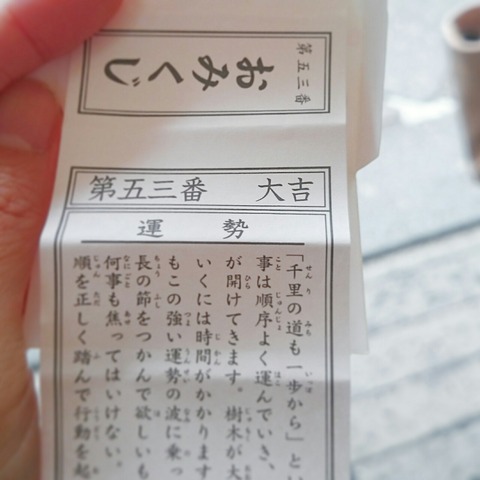 第五三番
おみくじ
第五三番 大吉
運勢
「千里の道も一歩から」とい
事は順序よく運んでいき、
が開けてきます。樹木が大
いくには時間がかかります
もこの強い運勢の波に乗っ
長の節をつかんで欲しいも
何事も焦ってはいけない。
順を正しく踏んで行動を起